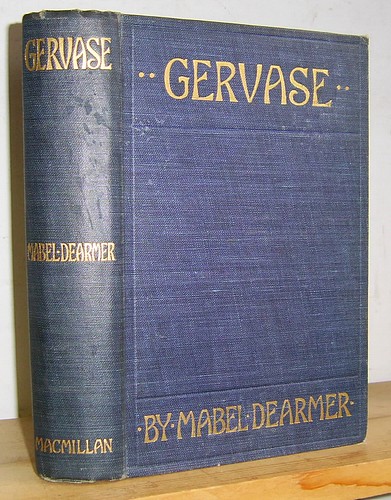 GERVASE
MABEL·DEARMER
MACMILLAN
··GERVASE··
·BY·MABEL·DEARMER·